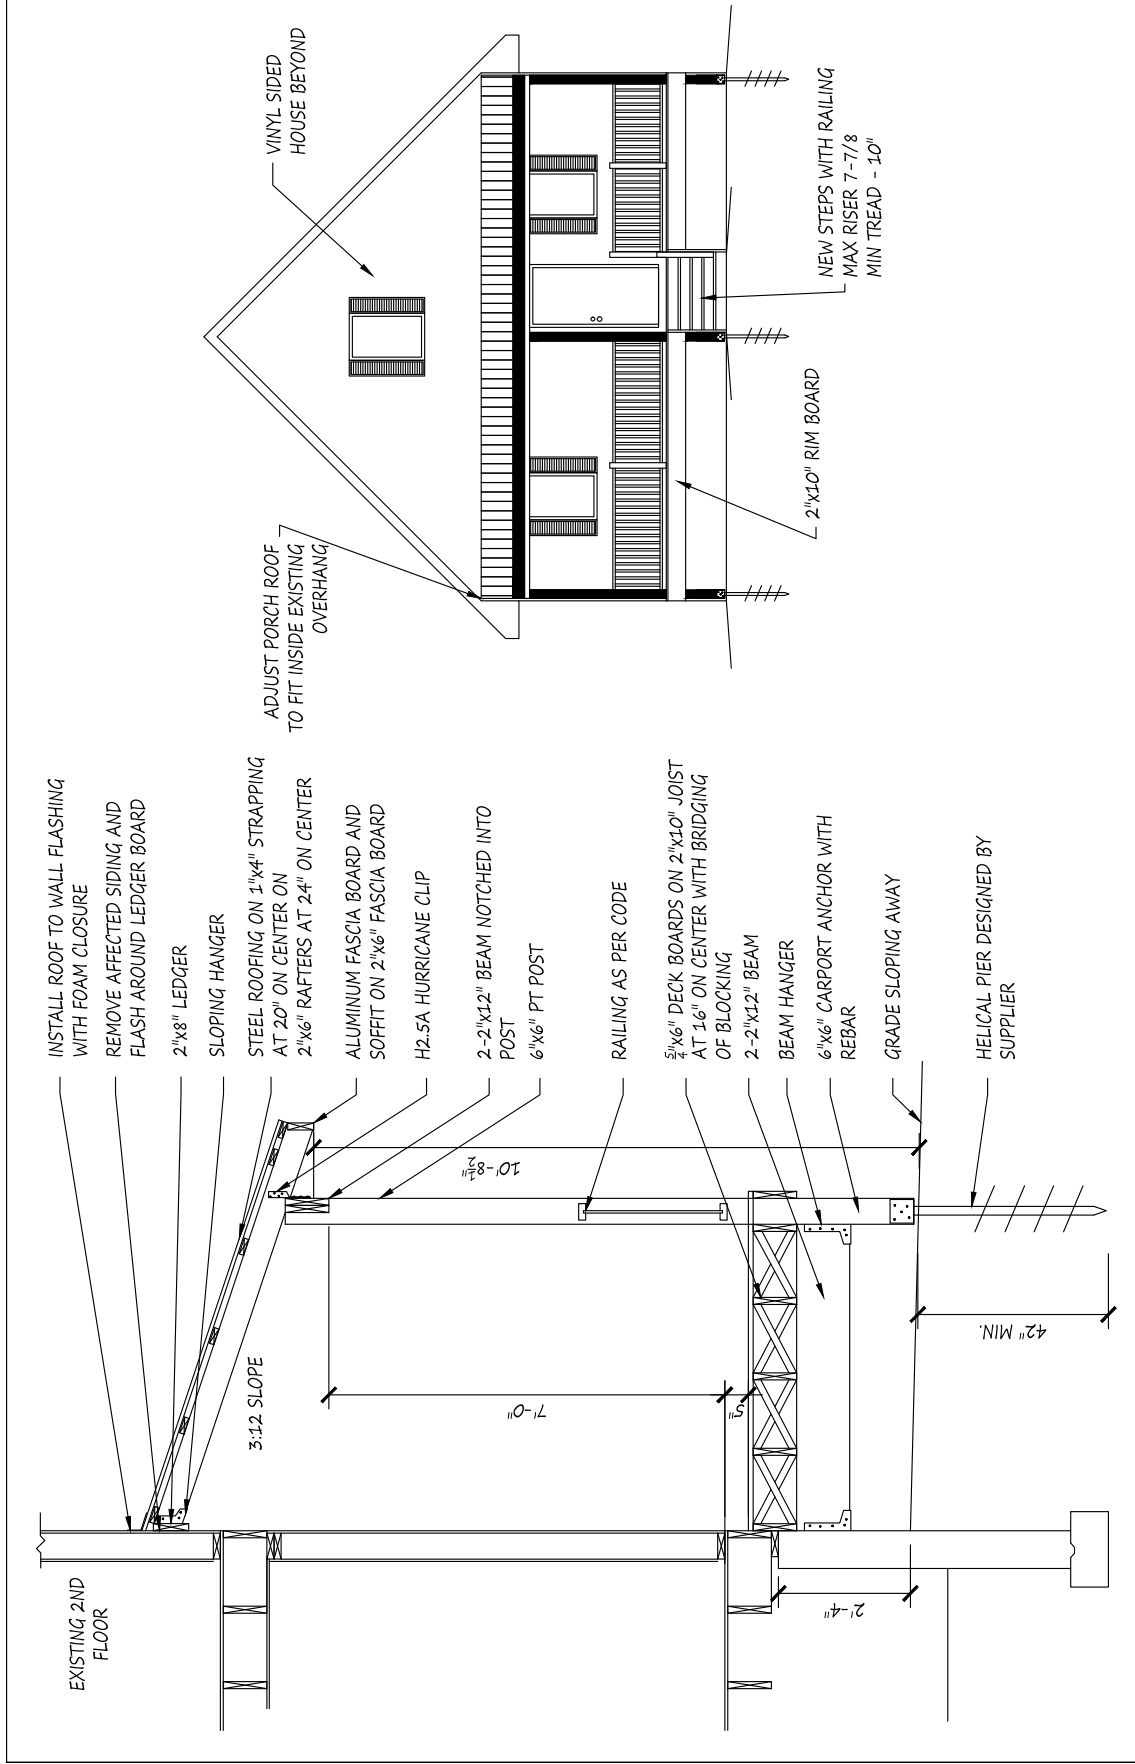 INSTALL ROOF TO WALL FLASHING
WITH FOAM CLOSURE
REMOVE AFFECTED SIDING AND
FLASH AROUND LEDGER BOARD
2"x8" LEDGER
SLOPING HANGER
STEEL ROOFING ON 1"x4" STRAPPING
AT 20" ON CENTER ON
2"x6" RAFTERS AT 24" ON CENTER
ALUMINUM FASCIA BOARD AND
SOFFIT ON 2"x6" FASCIA BOARD
H2.5A HURRICANE CLIP
2-2"x12" BEAM NOTCHED INTO
POST
6"x6" PT POST
RAILING AS PER CODE
5/4"x6" DECK BOARDS ON 2"x10" JOIST
AT 16" ON CENTER WITH BRIDGING
OF BLOCKING
2-2"x12" BEAM
BEAM HANGER
6"x6" CARPORT ANCHOR WITH
REBAR
GRADE SLOPING AWAY
HELICAL PIER DESIGNED BY
SUPPLIER
EXISTING 2ND
FLOOR
3:12 SLOPE
10'-8 1/2"
7'-0"
5"
2'-4"
42" MIN.
VINYL SIDED
HOUSE BEYOND
ADJUST PORCH ROOF
TO FIT INSIDE EXISTING
OVERHANG
2"x10" RIM BOARD
NEW STEPS WITH RAILING
MAX RISER 7-7/8
MIN TREAD - 10"